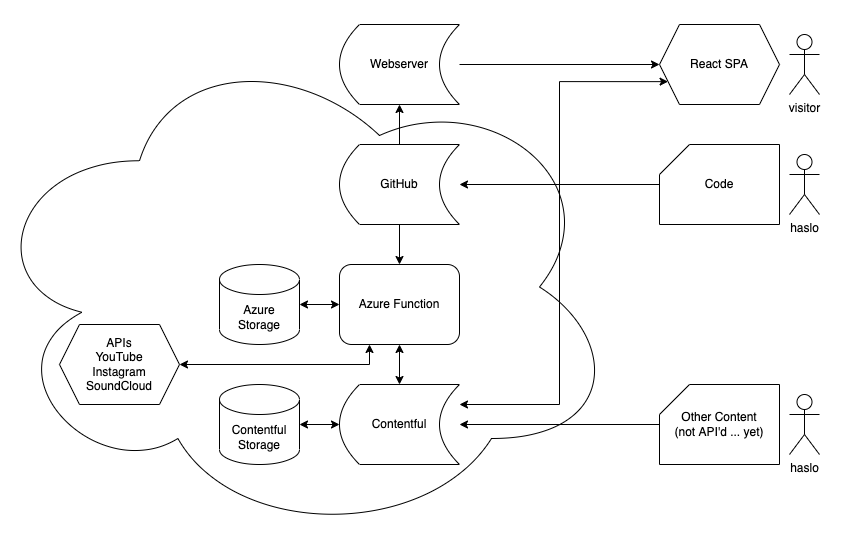 Webserver
React SPA
visitor
GitHub
Code
haslo
Azure
Storage
Azure Function
APIs
YouTube
Instagram
SoundCloud
Contentful
Storage
Contentful
Other Content
(not API'd ... yet)
haslo